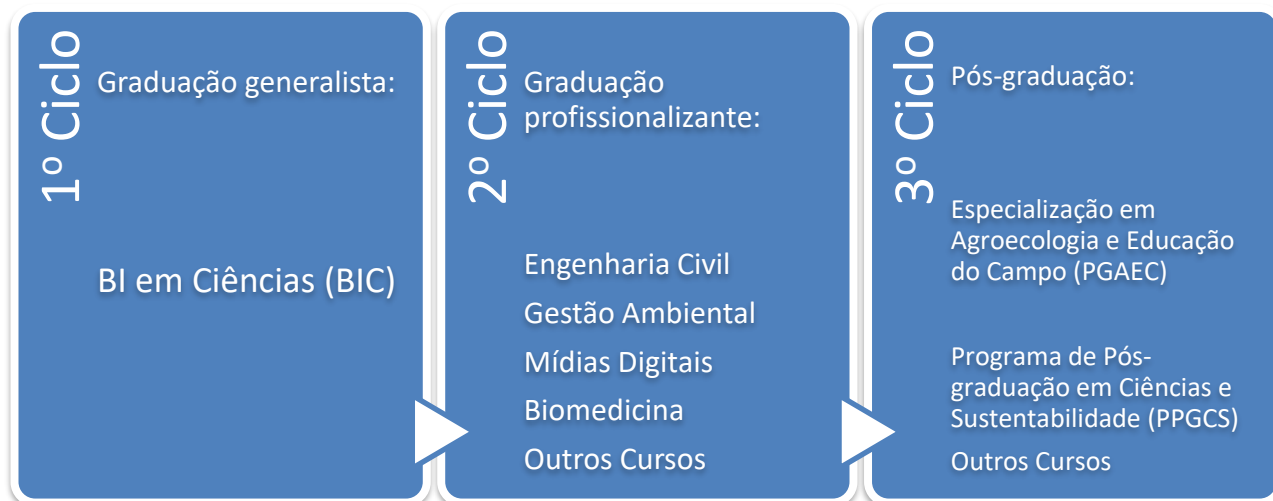 1º Ciclo
Graduação generalista:
BI em Ciências (BIC)
2º Ciclo
Graduação
profissionalizante:
Engenharia Civil
Gestão Ambiental
Mídias Digitais
Biomedicina
Outros Cursos
3º Ciclo
Pós-graduação:
Especialização em
Agroecologia e Educação
do Campo (PGAEC)
Programa de Pós-
graduação em Ciências e
Sustentabilidade (PPGCS)
Outros Cursos